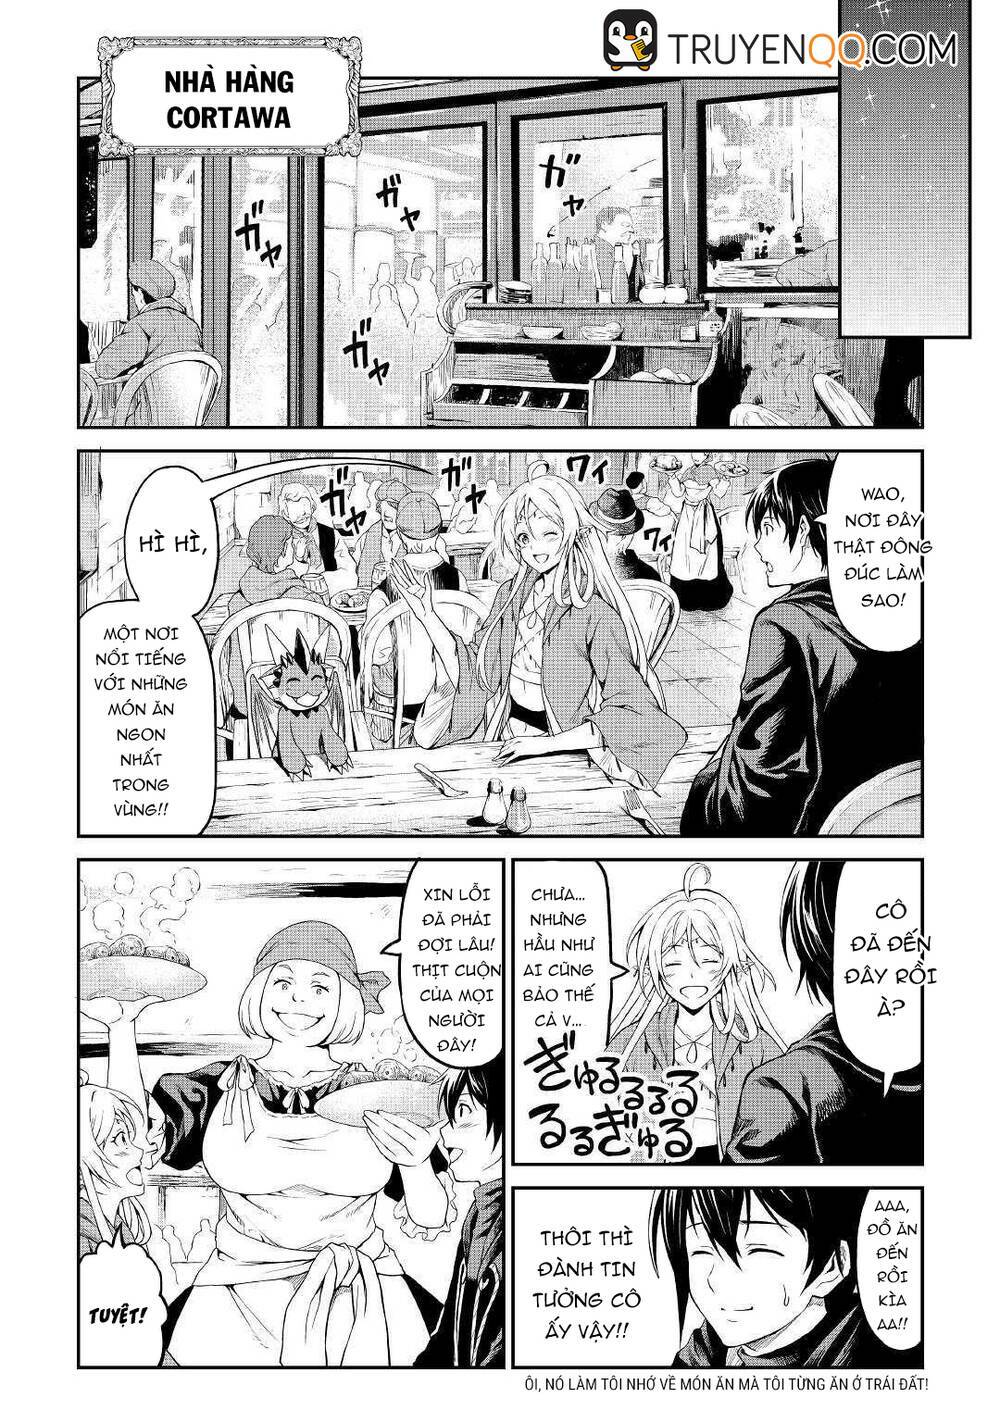 TRUYENQQ.COM
NHÀ HÀNG
CORTAWA
ガヤ
ガヤ
ガヤ
ガヤ
ガヤ
ガヤ
ワイ
ワイ
WAO,
NƠI ĐÂY
THẬT ĐÔNG
ĐÚC LÀM
SAO!
HÌ HÌ,
MỘT NƠI
NỔI TIẾNG
VỚI NHỮNG
MÓN ĂN
NGON
NHẤT
TRONG
VÙNG!!
CÔ
ĐÃ ĐẾN
ĐÂY RỒI
À?
CHƯA...
NHƯNG
HẦU NHƯ
AI CŨNG
BẢO THẾ
CẢ V...
ぎゅるるるるる
るるぎゅる
XIN LỖI
ĐÃ PHẢI
ĐỢI LÂU!
THỊT CUỘN
CỦA MỌI
NGƯỜI
ĐÂY!
TUYỆT!
AAA,
ĐỒ ĂN
ĐẾN
RỒI
KÌA
AA!!
THÔI THÌ
ĐÀNH TIN
TƯỞNG CÔ
ẤY VẬY!!
ÔI, NÓ LÀM TÔI NHỚ VỀ MÓN ĂN MÀ TÔI TỪNG ĂN Ở TRÁI ĐẤT!